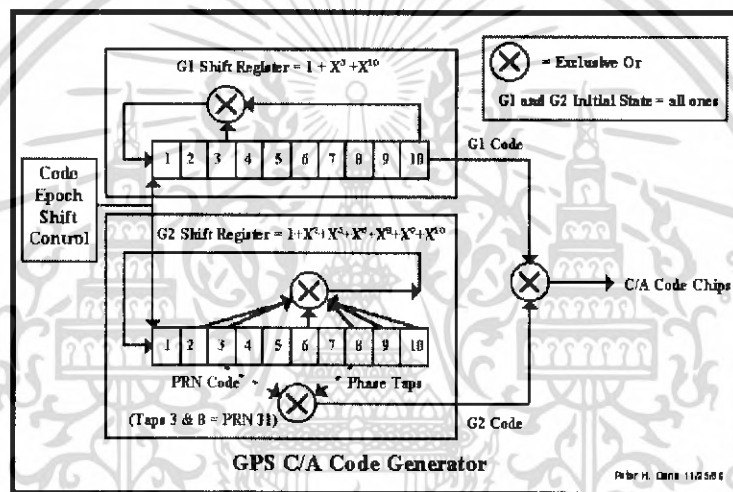 G1 Shift Register = 1 + X³ + X¹⁰
= Exclusive Or
G1 and G2 Initial State = all ones
1 2 3 4 5 6 7 8 9 10
G1 Code
Code
Epoch
Shift
Control
G2 Shift Register = 1+X²+X³+X⁶+X⁸+X⁹+X¹⁰
C/A Code Chips
1 2 3 4 5 6 7 8 9 10
PRN Code
Phase Taps
(Taps 3 & 8 = PRN 31)
G2 Code
GPS C/A Code Generator
Peter H. Dana